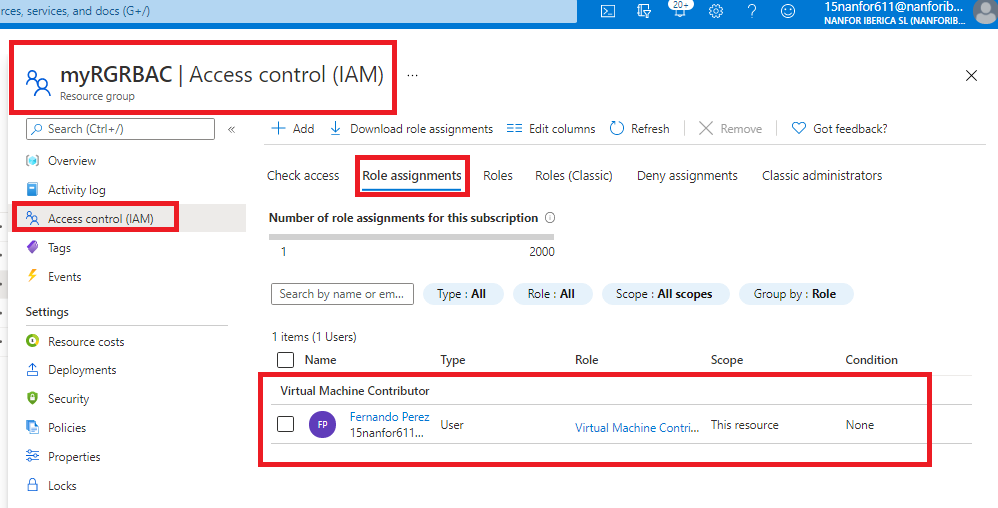 rces, services, and docs (G+/)
20+
15nanfor611@nanforib...
NANFOR IBERICA SL (NANFORIB...
myRGRBAC | Access control (IAM)
...
Resource group
Search (Ctrl+/)
«
Add
Download role assignments
Edit columns
Refresh
Remove
Got feedback?
Overview
Activity log
Access control (IAM)
Tags
Events
Settings
Resource costs
Deployments
Security
Policies
Properties
Locks
Check access
Role assignments
Roles
Roles (Classic)
Deny assignments
Classic administrators
Number of role assignments for this subscription
1
2000
Search by name or em...
Type : All
Role : All
Scope : All scopes
Group by : Role
1 items (1 Users)
Name
Type
Role
Scope
Condition
Virtual Machine Contributor
FP
Fernando Perez
15nanfor611...
User
Virtual Machine Contri...
This resource
None